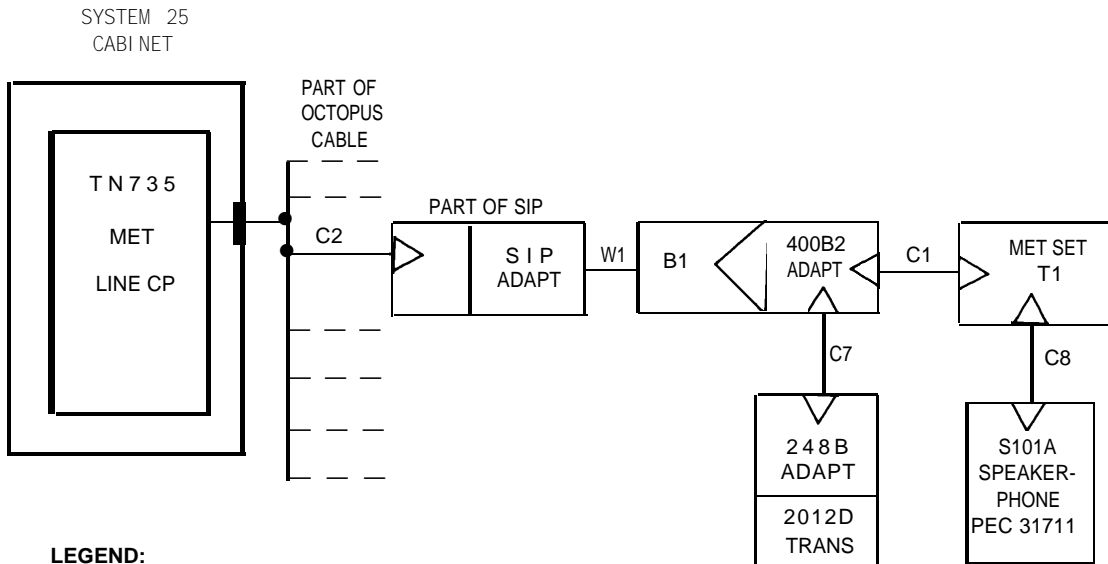 SYSTEM 25
CABINET
PART OF
OCTOPUS
CABLE
TN735
MET
LINE CP
C2
PART OF SIP
SIP
ADAPT
W1
B1
400B2
ADAPT
C1
MET SET
T1
C7
C8
248B
ADAPT
2012D
TRANS
S101A
SPEAKER-
PHONE
PEC 31711
LEGEND: